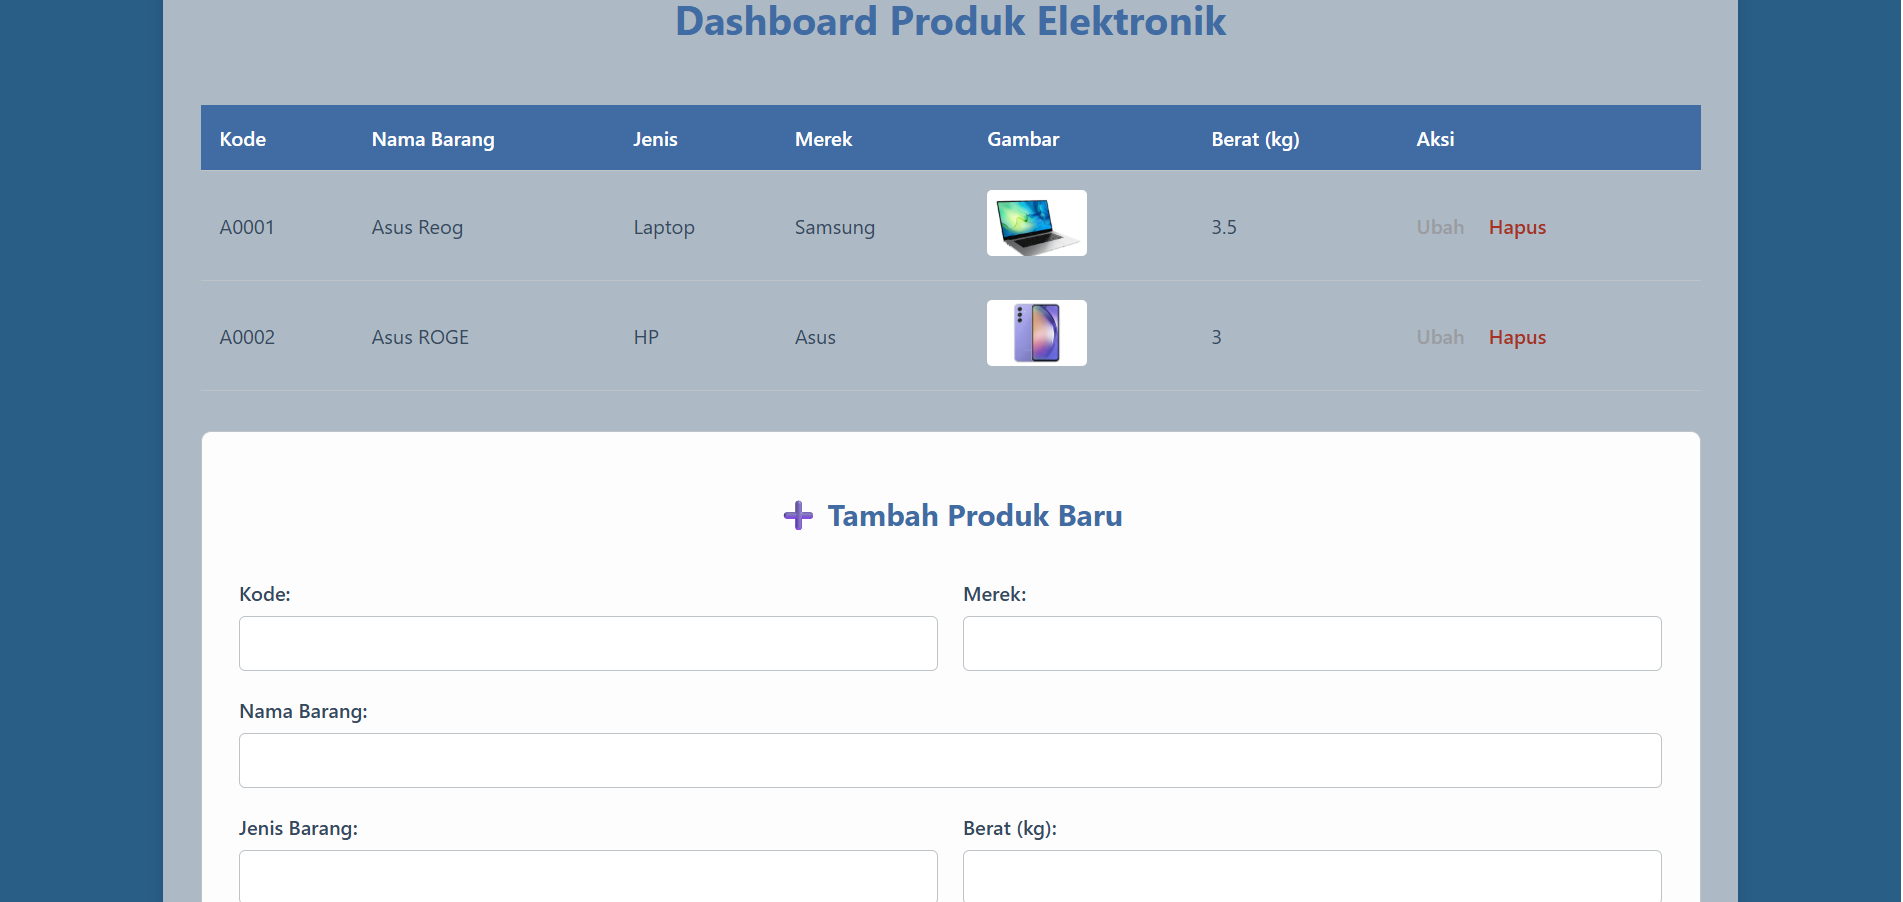 Dashboard Produk Elektronik
Kode Nama Barang Jenis Merek Gambar Berat (kg) Aksi
A0001 Asus Reog Laptop Samsung 3.5 Ubah Hapus
A0002 Asus ROGE HP Asus 3 Ubah Hapus
➕ Tambah Produk Baru
Kode: Merek:
Nama Barang:
Jenis Barang: Berat (kg):